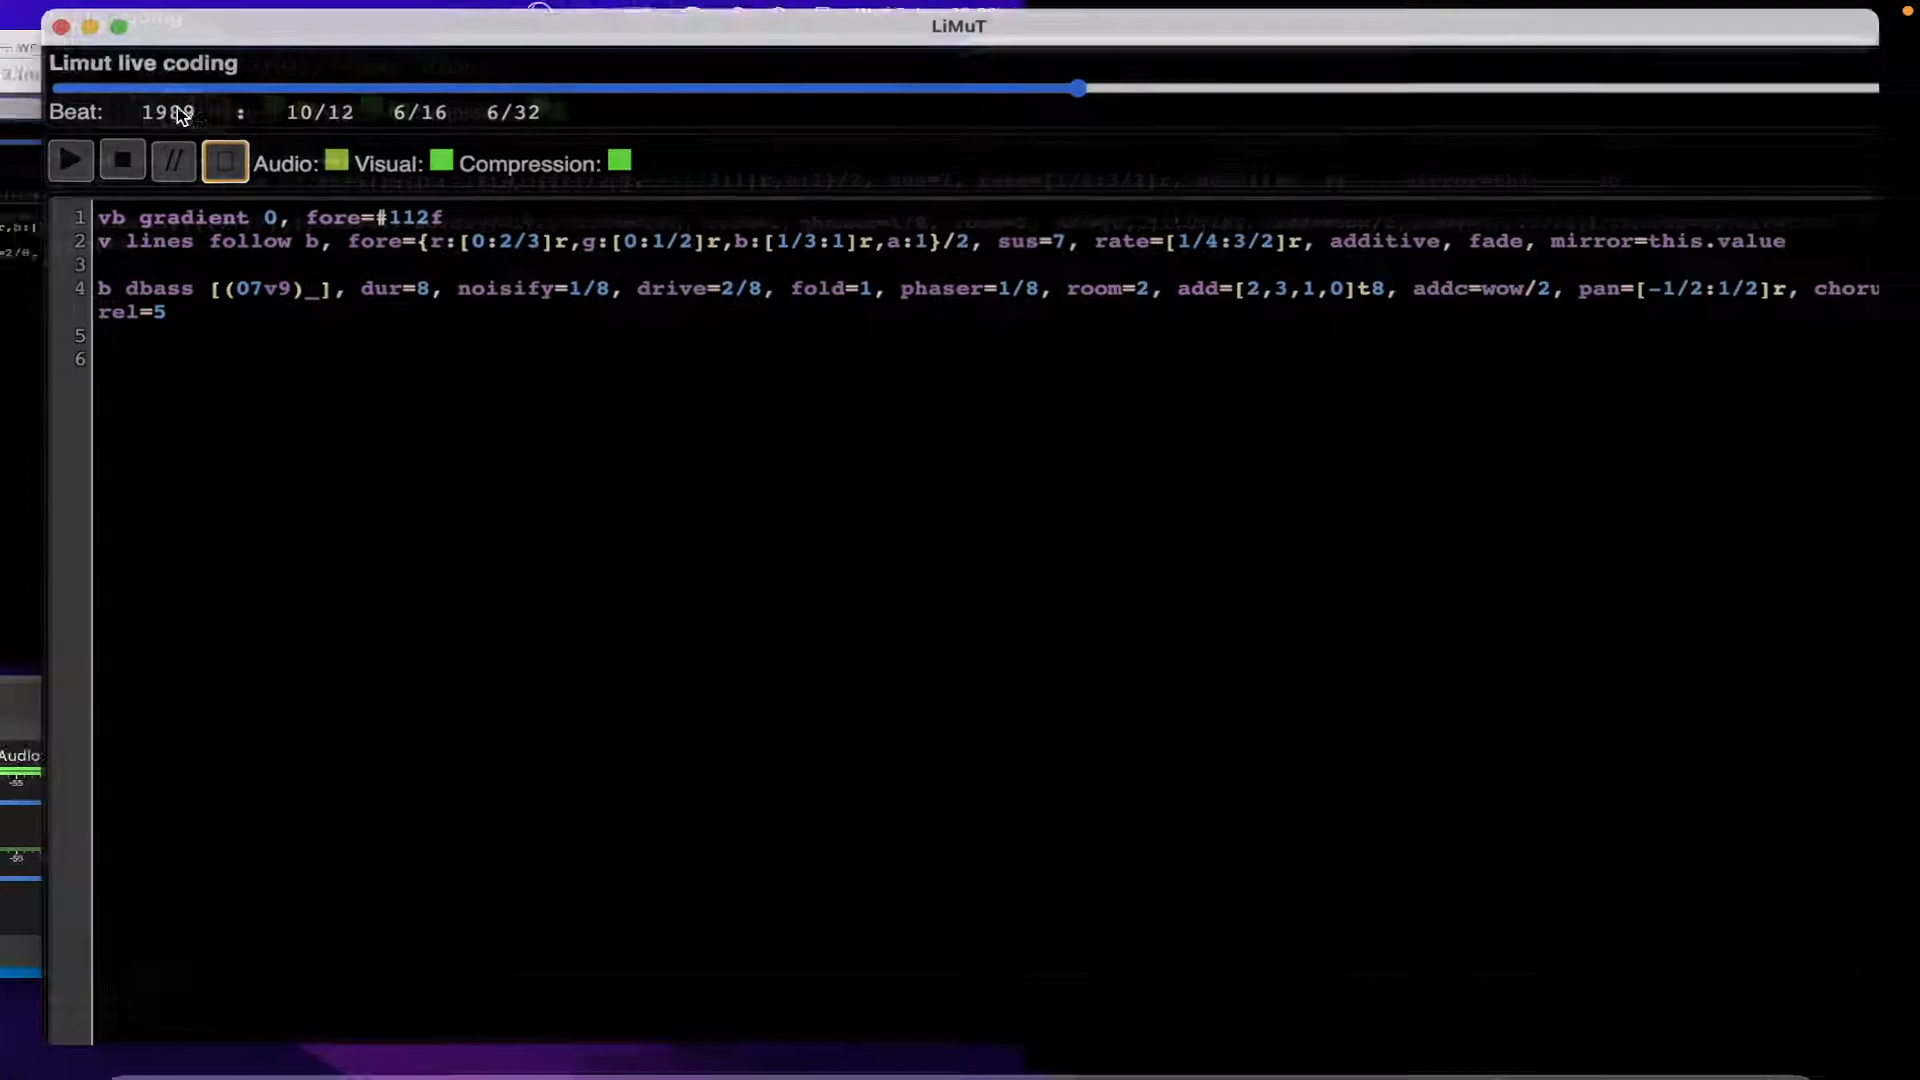 LiMuT
Limut live coding
Beat: 1989 : 10/12 6/16 6/32
Audio: Visual: Compression:
1 vb gradient 0, fore=#112f
2 v lines follow b, fore={r:[0:2/3]r,g:[0:1/2]r,b:[1/3:1]r,a:1}/2, sus=7, rate=[1/4:3/2]r, additive, fade, mirror=this.value
3
4 b dbass [(07v9)_], dur=8, noisify=1/8, drive=2/8, fold=1, phaser=1/8, room=2, add=[2,3,1,0]t8, addc=wow/2, pan=[-1/2:1/2]r, choru
rel=5
5
6
Audio
-55
-55